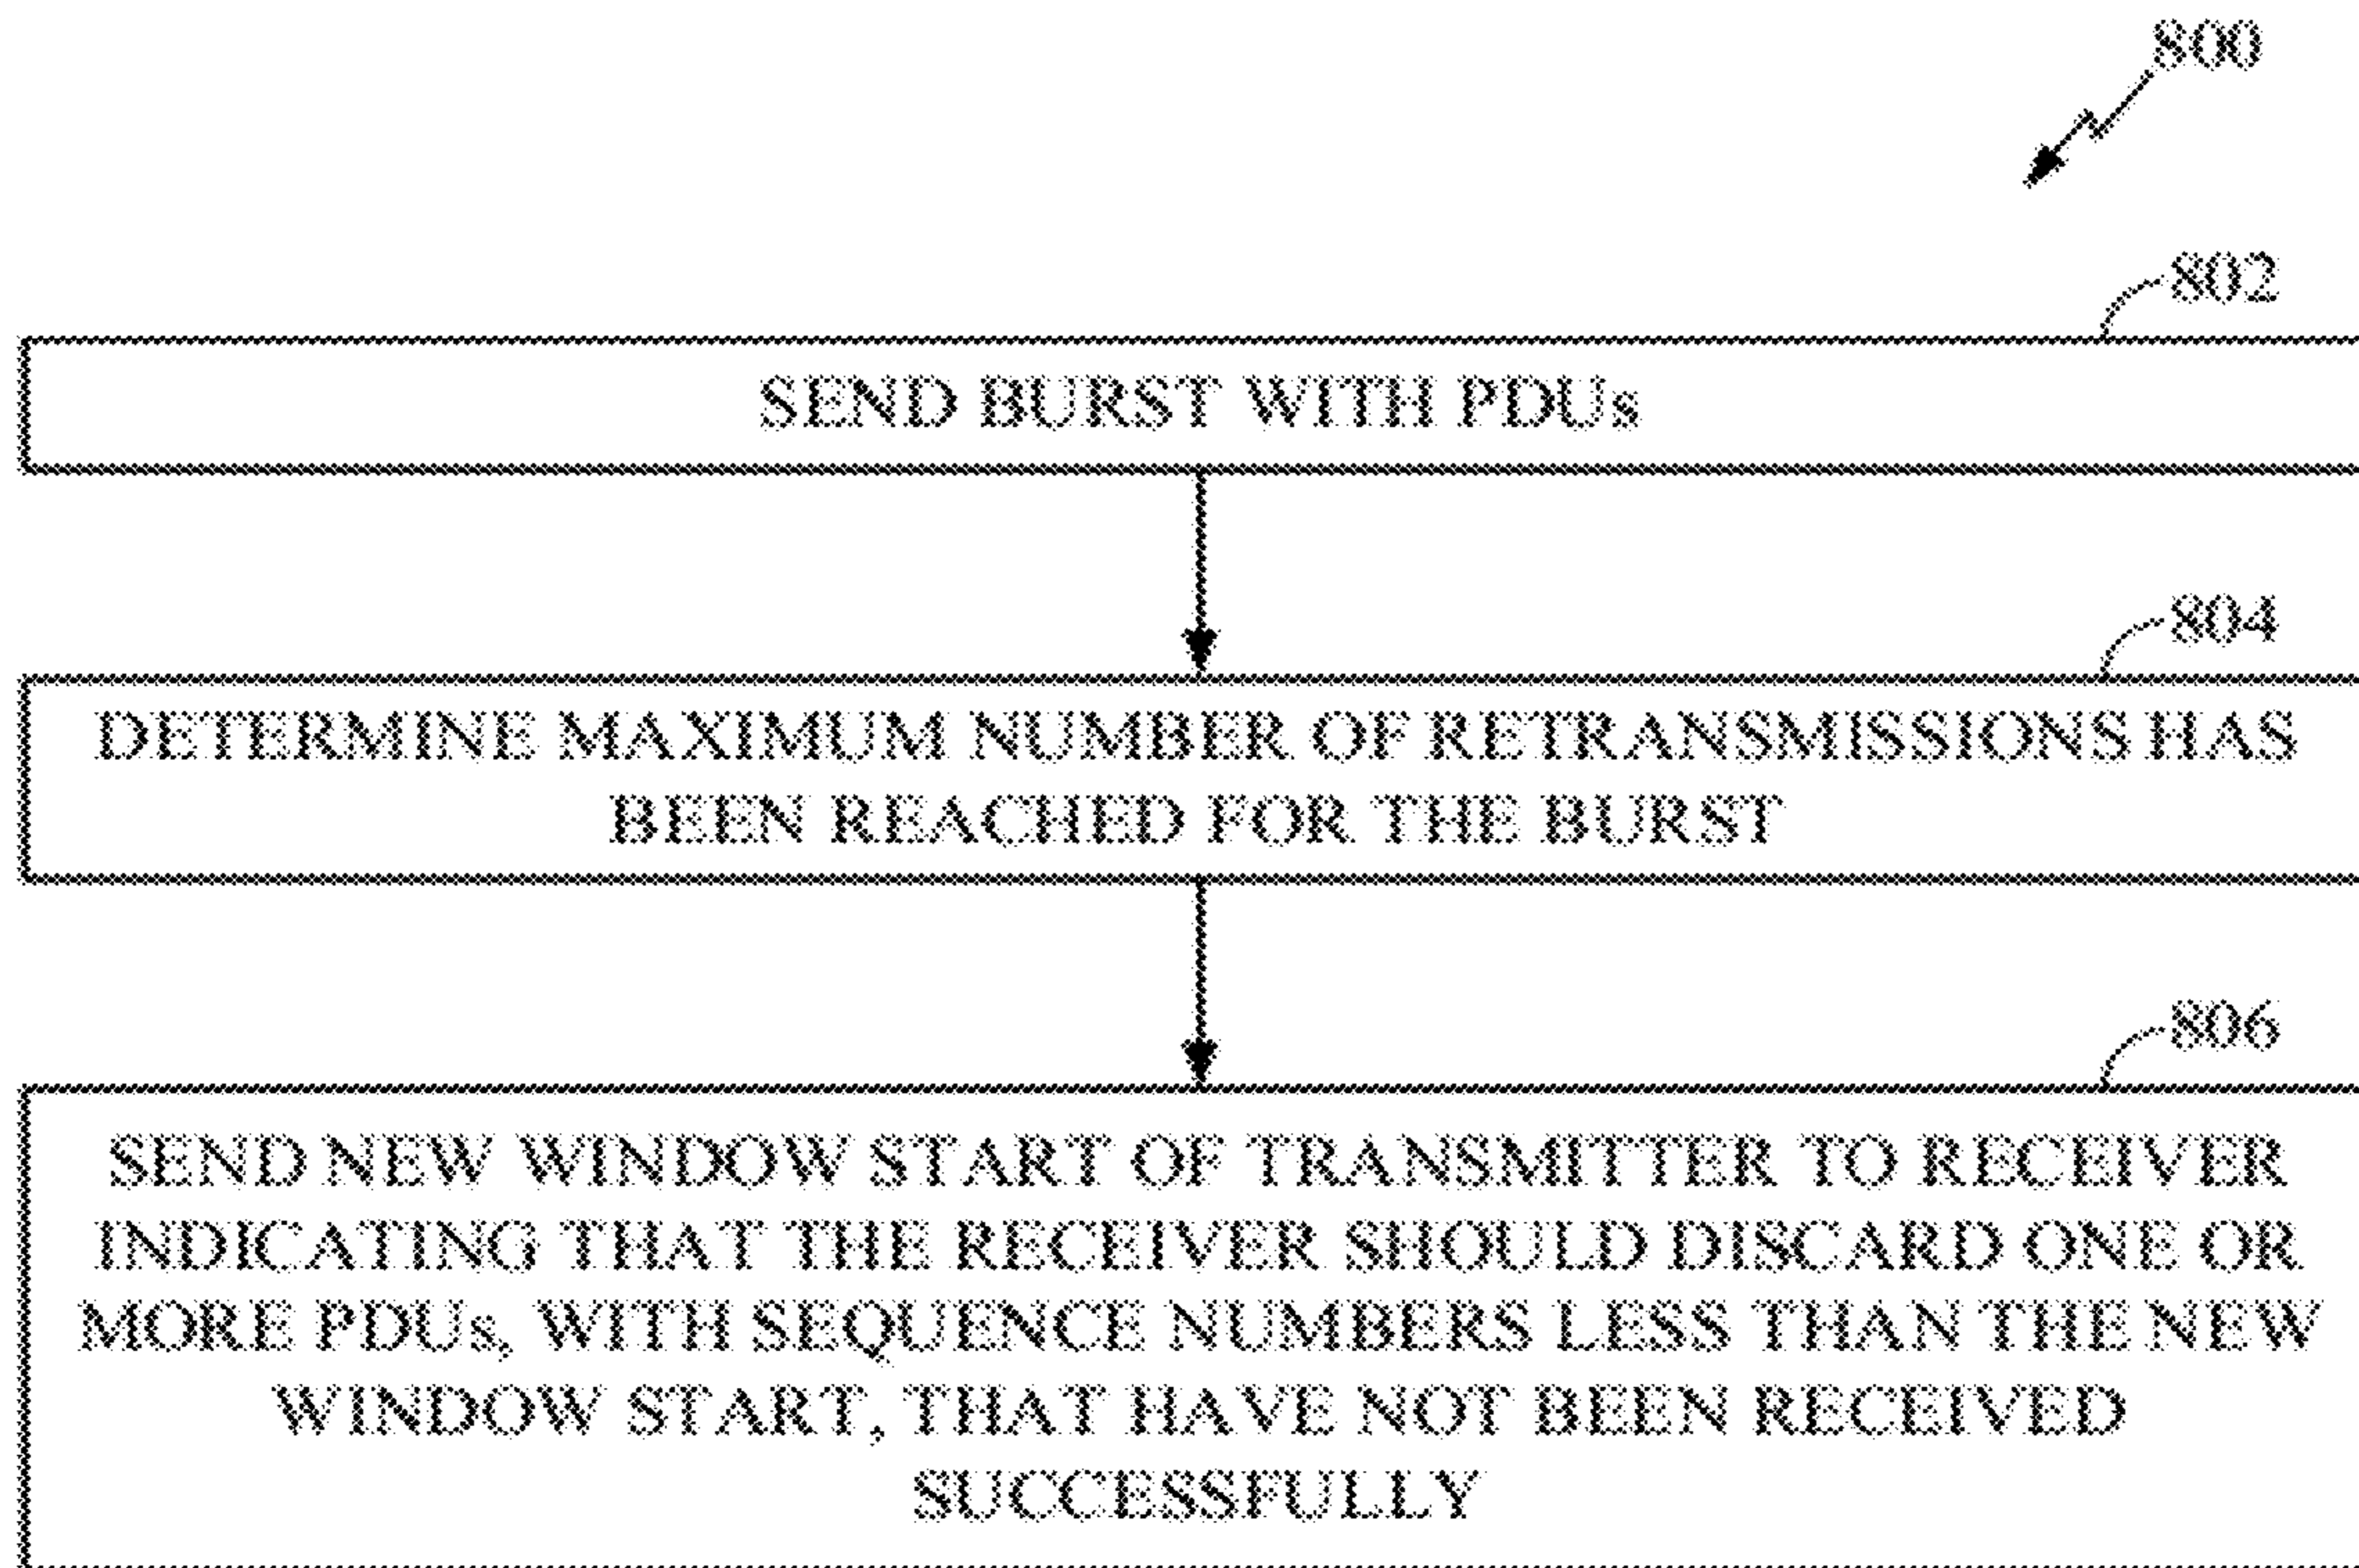 800
802
SEND BURST WITH PDUs
804
DETERMINE MAXIMUM NUMBER OF RETRANSMISSIONS HAS
BEEN REACHED FOR THE BURST
806
SEND NEW WINDOW START OF TRANSMITTER TO RECEIVER
INDICATING THAT THE RECEIVER SHOULD DISCARD ONE OR
MORE PDUs, WITH SEQUENCE NUMBERS LESS THAN THE NEW
WINDOW START, THAT HAVE NOT BEEN RECEIVED
SUCCESSFULLY